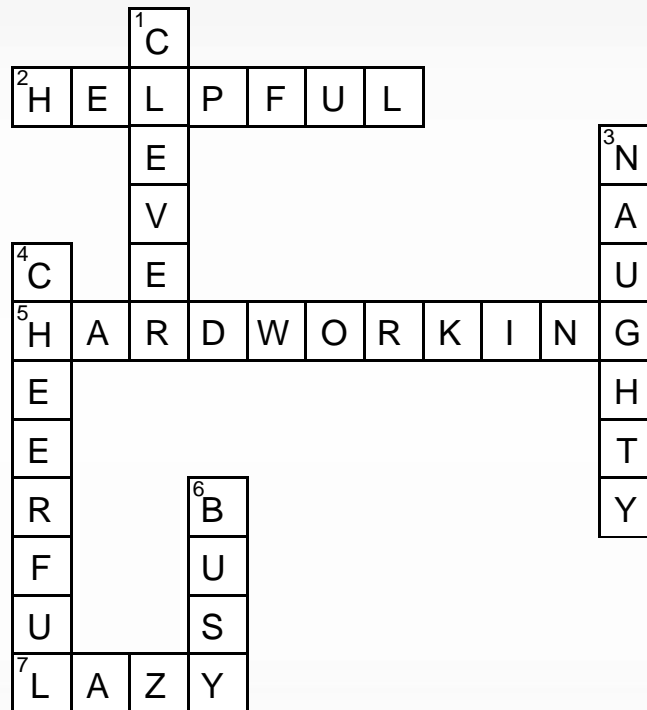 1 C
2 H E L P F U L
E 3 N
V A
4 C E U
5 H A R D W O R K I N G
E H
E T
R 6 B Y
F U
U S
7 L A Z Y